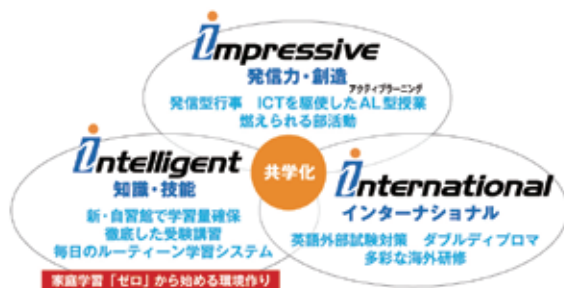 impressive
発信力・創造
アクティブラーニング
発信型行事 ICTを駆使したAL型授業
燃えられる部活動
intelligent
知識・技能
新・自習館で学習量確保
徹底した受験講習
毎日のルーティーン学習システム
家庭学習「ゼロ」から始める環境作り
共学化
international
インターナショナル
英語外部試験対策 ダブルディプロマ
多彩な海外研修